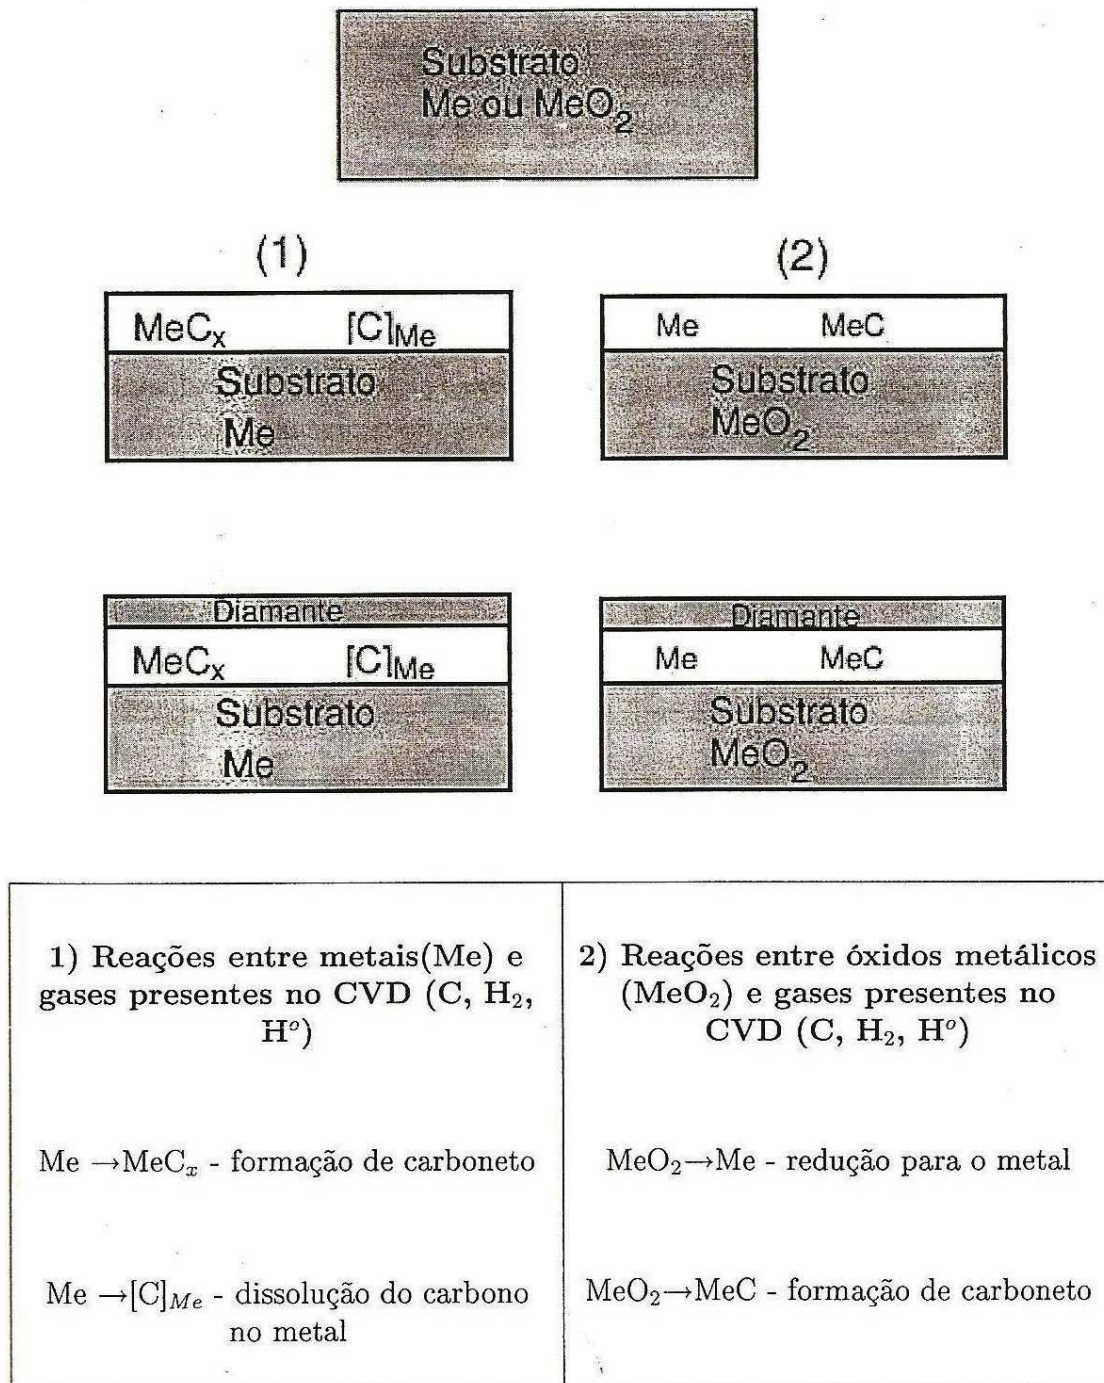 Substrato
Me ou MeO₂
(1) (2)
MeCₓ [C]Me Me MeC
Substrato Substrato
Me MeO₂
Diamante Diamante
MeCₓ [C]Me Me MeC
Substrato Substrato
Me MeO₂
1) Reações entre metais(Me) e
gases presentes no CVD (C, H₂,
Hᵒ)
Me →MeCₓ - formação de carboneto
Me →[C]Me - dissolução do carbono
no metal
2) Reações entre óxidos metálicos
(MeO₂) e gases presentes no
CVD (C, H₂, Hᵒ)
MeO₂→Me - redução para o metal
MeO₂→MeC - formação de carboneto